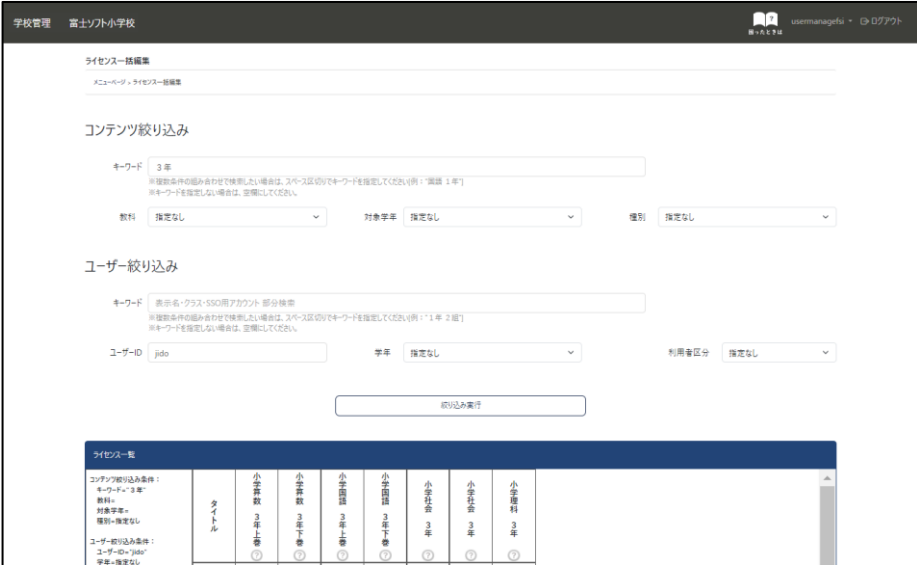 学校管理 富士ソフト小学校
困ったときは usermanagefsi ログアウト
ライセンス一括編集
メニューページ > ライセンス一括編集
コンテンツ絞り込み
キーワード 3年
※複数条件の組み合わせで検索したい場合は、スペース区切りでキーワードを指定してください(例："国語 1年")
※キーワードを指定しない場合は、空欄にしてください。
教科 指定なし 対象学年 指定なし 種別 指定なし
ユーザー絞り込み
キーワード 表示名・クラス・SSO用アカウント 部分検索
※複数条件の組み合わせで検索したい場合は、スペース区切りでキーワードを指定してください(例："1年 2組")
※キーワードを指定しない場合は、空欄にしてください。
ユーザーID jido 学年 指定なし 利用者区分 指定なし
絞り込み実行
ライセンス一覧
コンテンツ絞り込み条件：
キーワード="3年"
教科=
対象学年=
種別=指定なし
ユーザー絞り込み条件：
ユーザーID="jido"
学年=指定なし
タイトル
小学算数 3年上巻 ?
小学算数 3年下巻 ?
小学国語 3年上巻 ?
小学国語 3年下巻 ?
小学社会 3年 ?
小学社会 3年 ?
小学理科 3年 ?